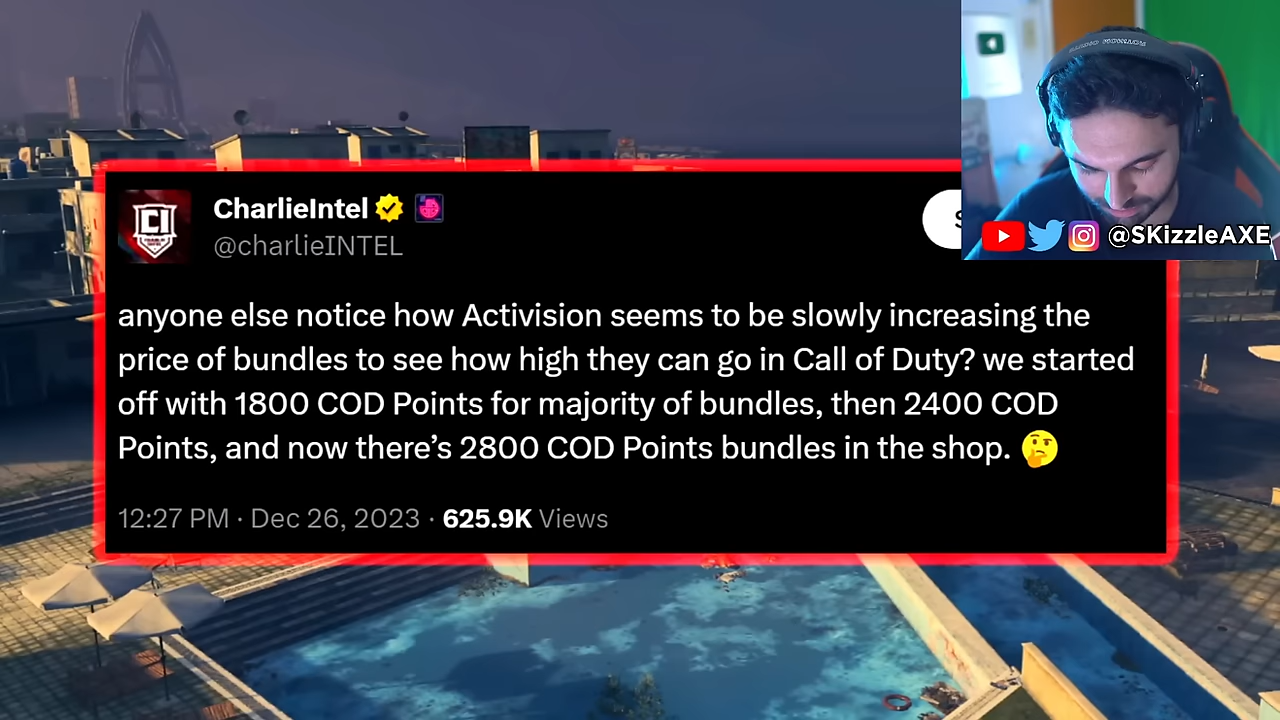 CharlieIntel
@charlieINTEL
CI
@SKizzleAXE
anyone else notice how Activision seems to be slowly increasing the
price of bundles to see how high they can go in Call of Duty? we started
off with 1800 COD Points for majority of bundles, then 2400 COD
Points, and now there’s 2800 COD Points bundles in the shop. 🤔
12:27 PM · Dec 26, 2023 · 625.9K Views